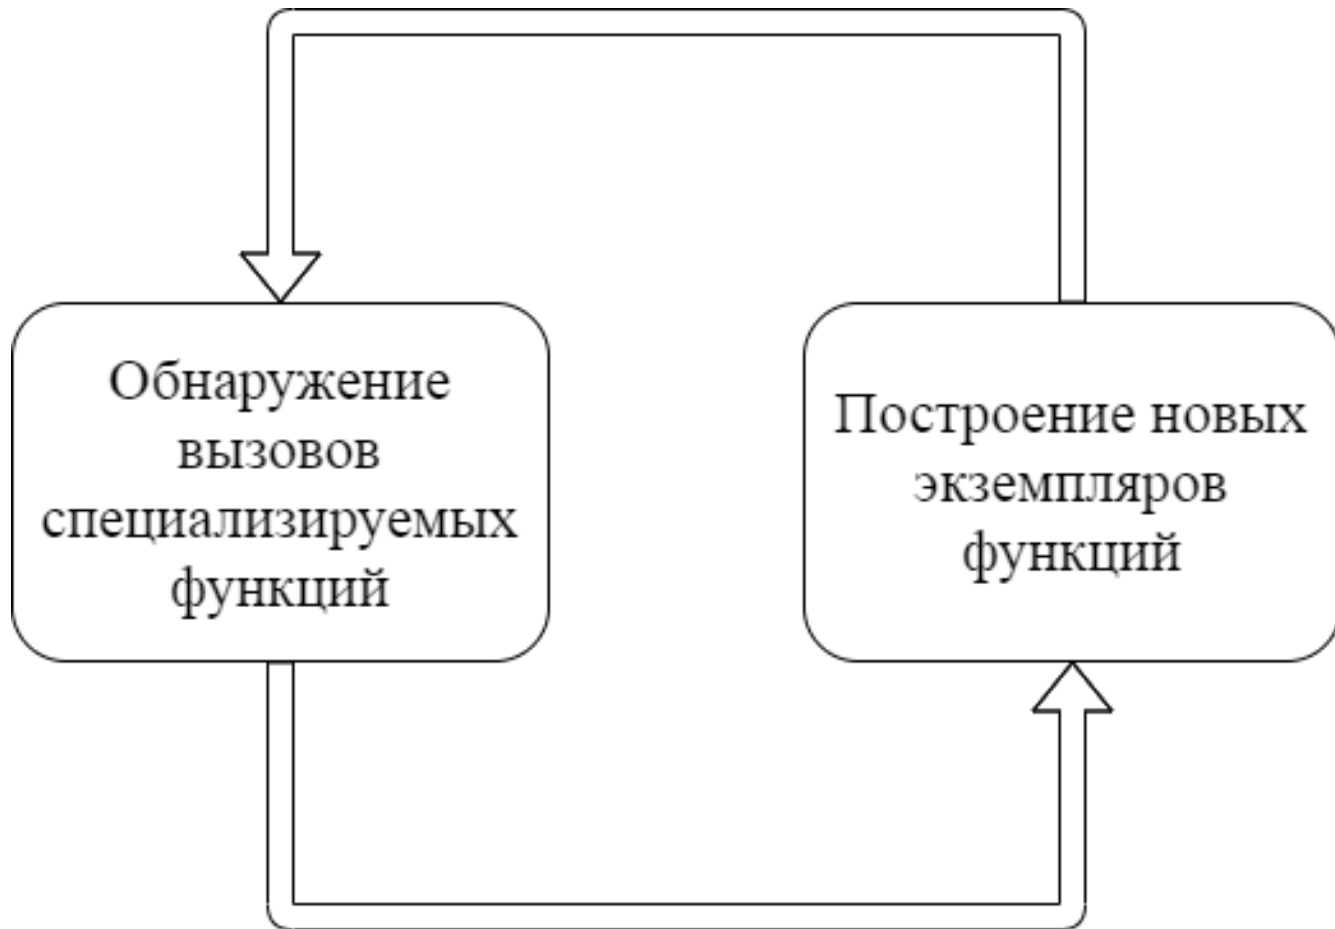 Обнаружение
вызовов
специализируемых
функций
Построение новых
экземпляров
функций